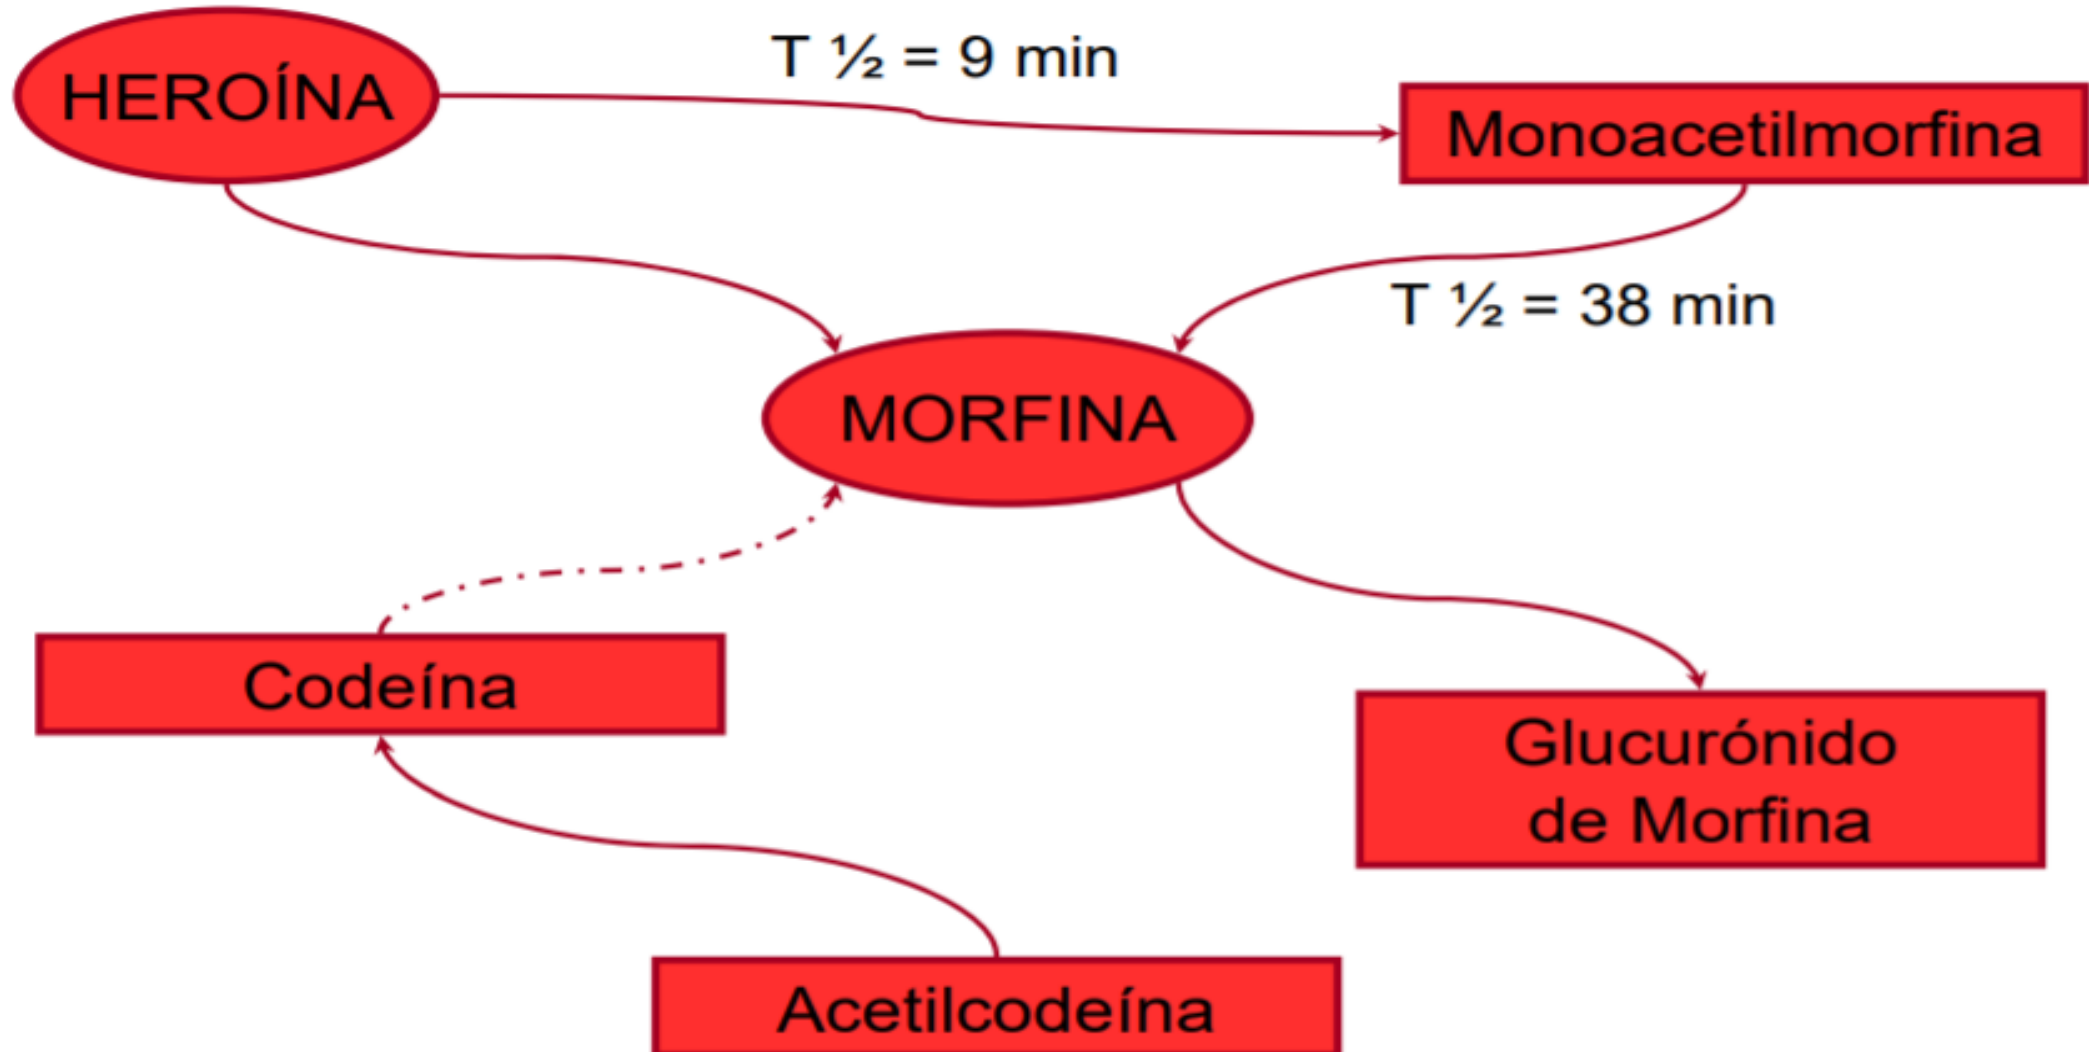 HEROÍNA
T ½ = 9 min
Monoacetilmorfina
T ½ = 38 min
MORFINA
Codeína
Glucurónido
de Morfina
Acetilcodeína